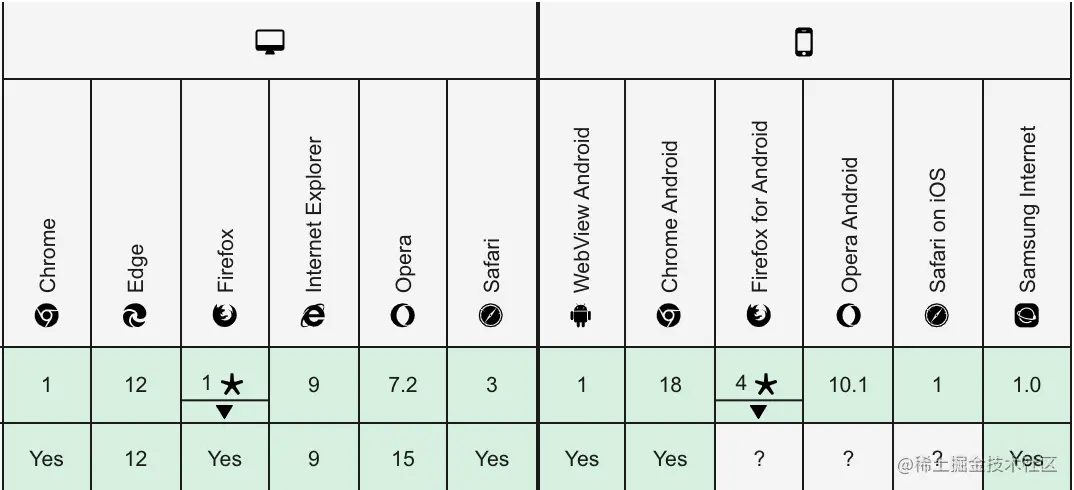 Chrome
Edge
Firefox
Internet Explorer
Opera
Safari
WebView Android
Chrome Android
Firefox for Android
Opera Android
Safari on iOS
Samsung Internet
1 12 1 * 9 7.2 3 1 18 4 * 10.1 1 1.0
Yes 12 Yes 9 15 Yes Yes Yes ? ? ? Yes
@稀土掘金技术社区